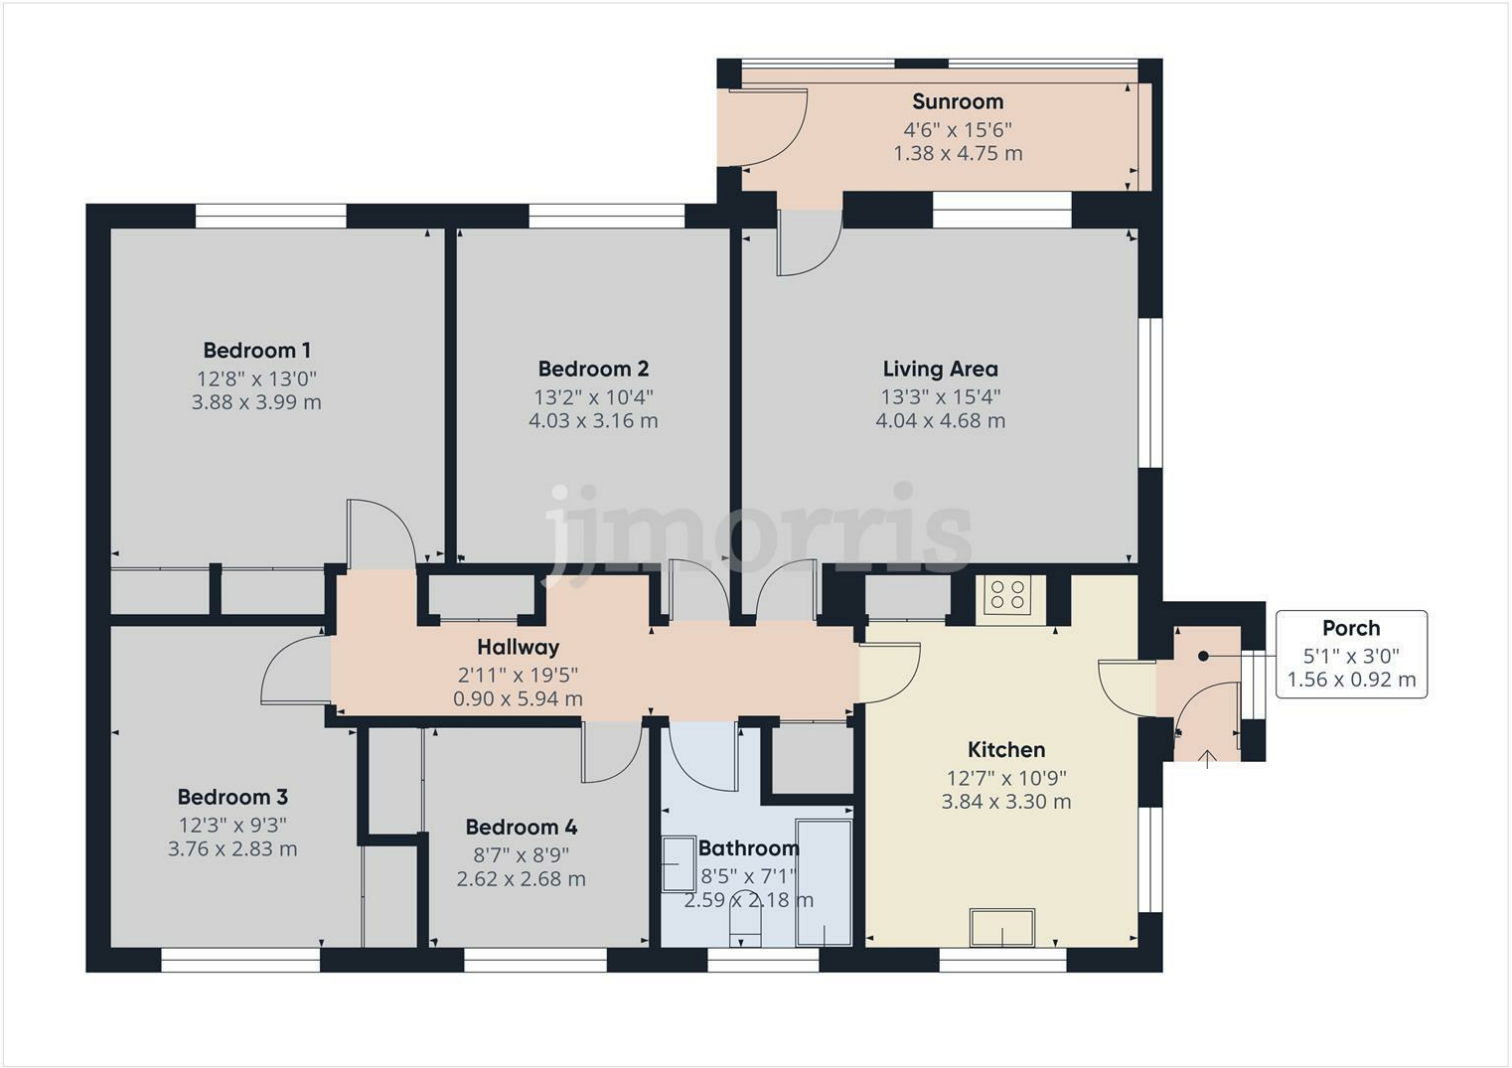 Sunroom
4'6" x 15'6"
1.38 x 4.75 m
Bedroom 1
12'8" x 13'0"
3.88 x 3.99 m
Bedroom 2
13'2" x 10'4"
4.03 x 3.16 m
Living Area
13'3" x 15'4"
4.04 x 4.68 m
jjmorris
Hallway
2'11" x 19'5"
0.90 x 5.94 m
Porch
5'1" x 3'0"
1.56 x 0.92 m
Kitchen
12'7" x 10'9"
3.84 x 3.30 m
Bedroom 3
12'3" x 9'3"
3.76 x 2.83 m
Bedroom 4
8'7" x 8'9"
2.62 x 2.68 m
Bathroom
8'5" x 7'1"
2.59 x 2.18 m